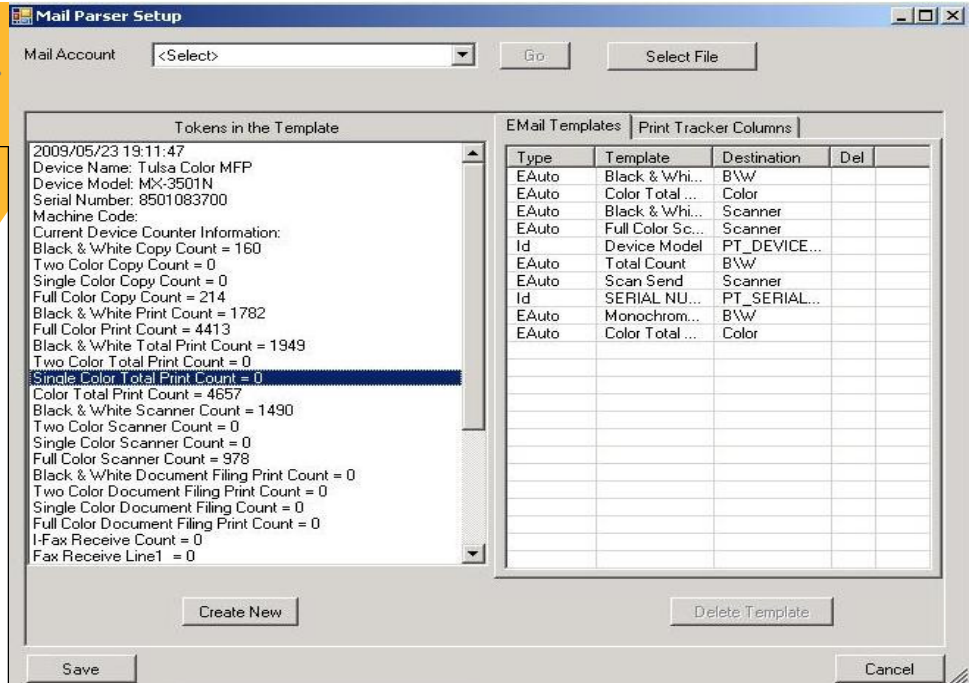 Mail Parser Setup
Mail Account <Select> Go Select File
Tokens in the Template
2009/05/23 19:11:47
Device Name: Tulsa Color MFP
Device Model: MX-3501N
Serial Number: 8501083700
Machine Code:
Current Device Counter Information:
Black & White Copy Count = 160
Two Color Copy Count = 0
Single Color Copy Count = 0
Full Color Copy Count = 214
Black & White Print Count = 1782
Full Color Print Count = 4413
Black & White Total Print Count = 1949
Two Color Total Print Count = 0
Single Color Total Print Count = 0
Color Total Print Count = 4657
Black & White Scanner Count = 1490
Two Color Scanner Count = 0
Single Color Scanner Count = 0
Full Color Scanner Count = 978
Black & White Document Filing Print Count = 0
Two Color Document Filing Print Count = 0
Single Color Document Filing Count = 0
Full Color Document Filing Print Count = 0
I-Fax Receive Count = 0
Fax Receive Line1 = 0
EMail Templates Print Tracker Columns
Type Template Destination Del
EAuto Black & Whi... B\W
EAuto Color Total ... Color
EAuto Black & Whi... Scanner
EAuto Full Color Sc... Scanner
Id Device Model PT_DEVICE...
EAuto Total Count B\W
EAuto Scan Send Scanner
Id SERIAL NU... PT_SERIAL...
EAuto Monochrom... B\W
EAuto Color Total ... Color
Create New Delete Template
Save Cancel